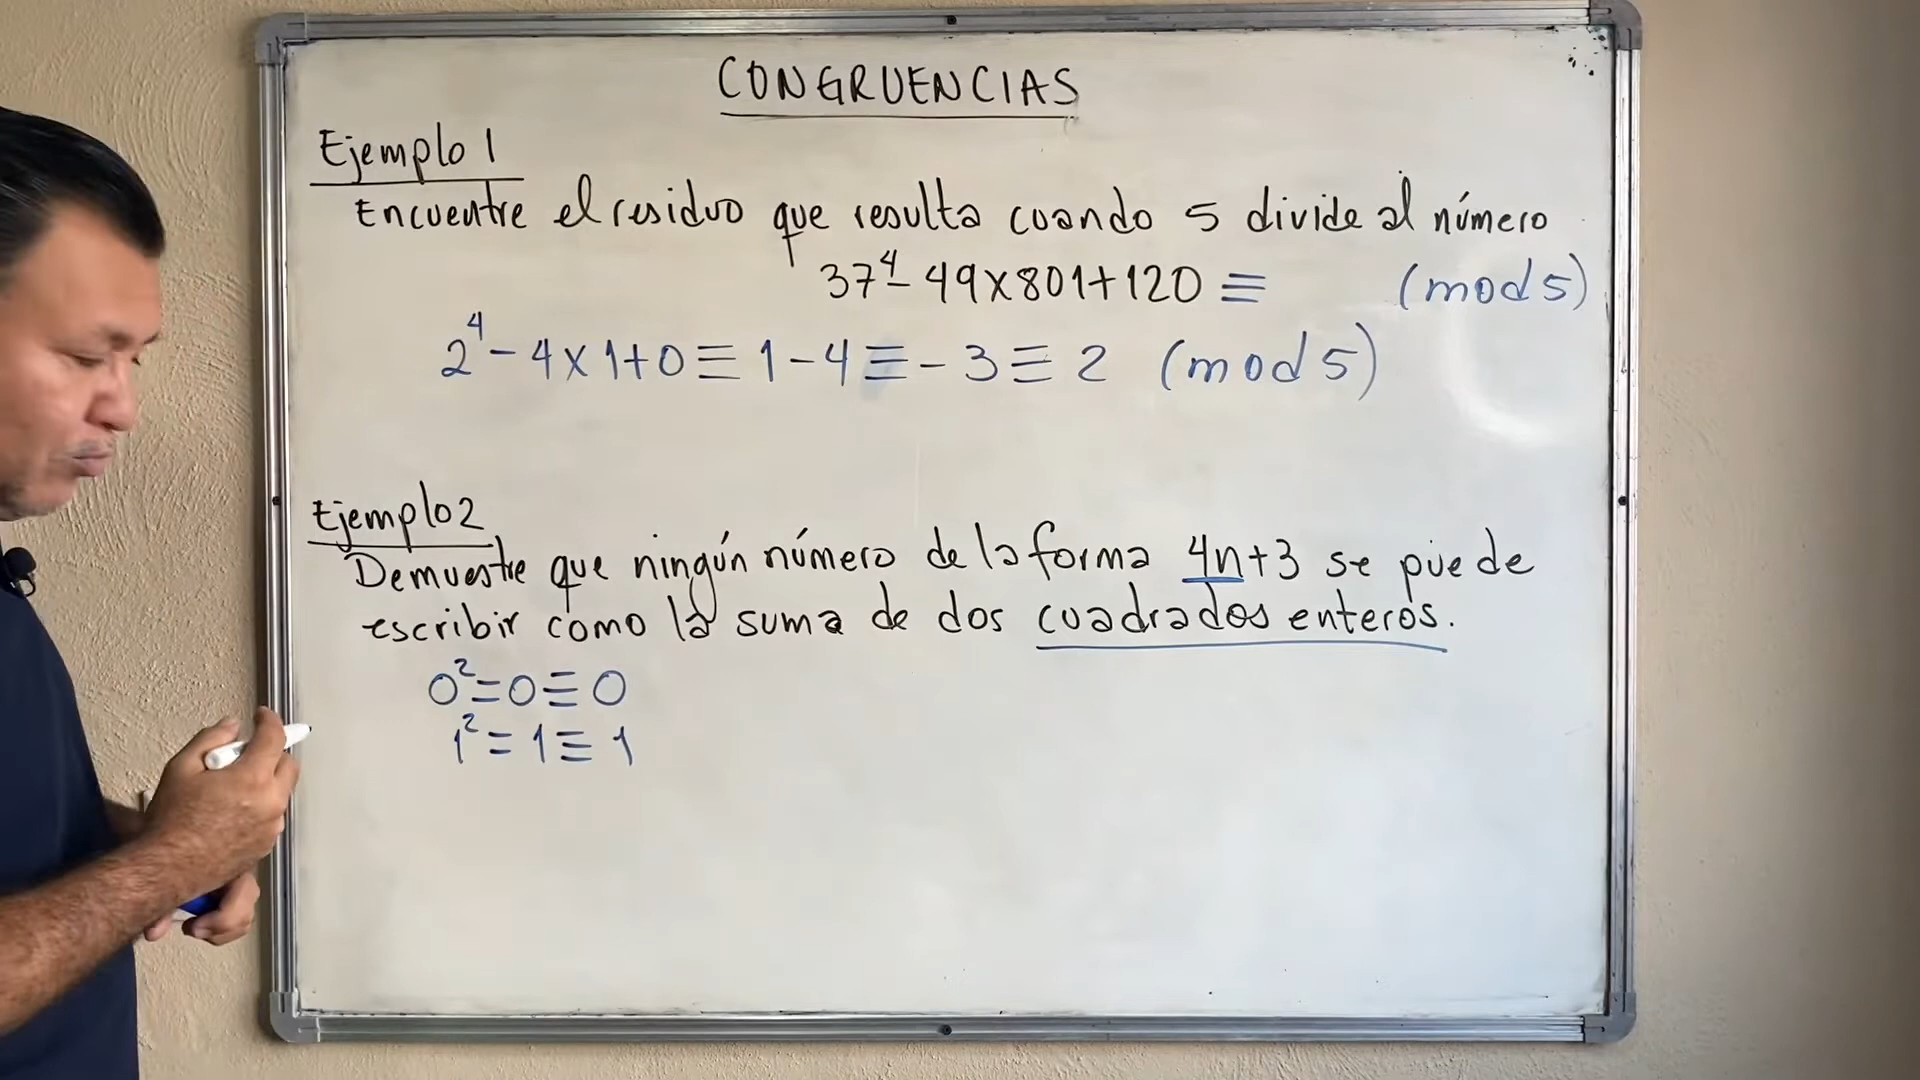 CONGRUENCIAS
Ejemplo 1
Encuentre el residuo que resulta cuando 5 divide al número
37⁴ - 49x801+120 ≡ (mod 5)
2⁴ - 4x1+0 ≡ 1-4 ≡ -3 ≡ 2 (mod 5)
Ejemplo 2
Demuestre que ningún número de la forma 4n+3 se puede
escribir como la suma de dos cuadrados enteros.
0² = 0 ≡ 0
1² = 1 ≡ 1